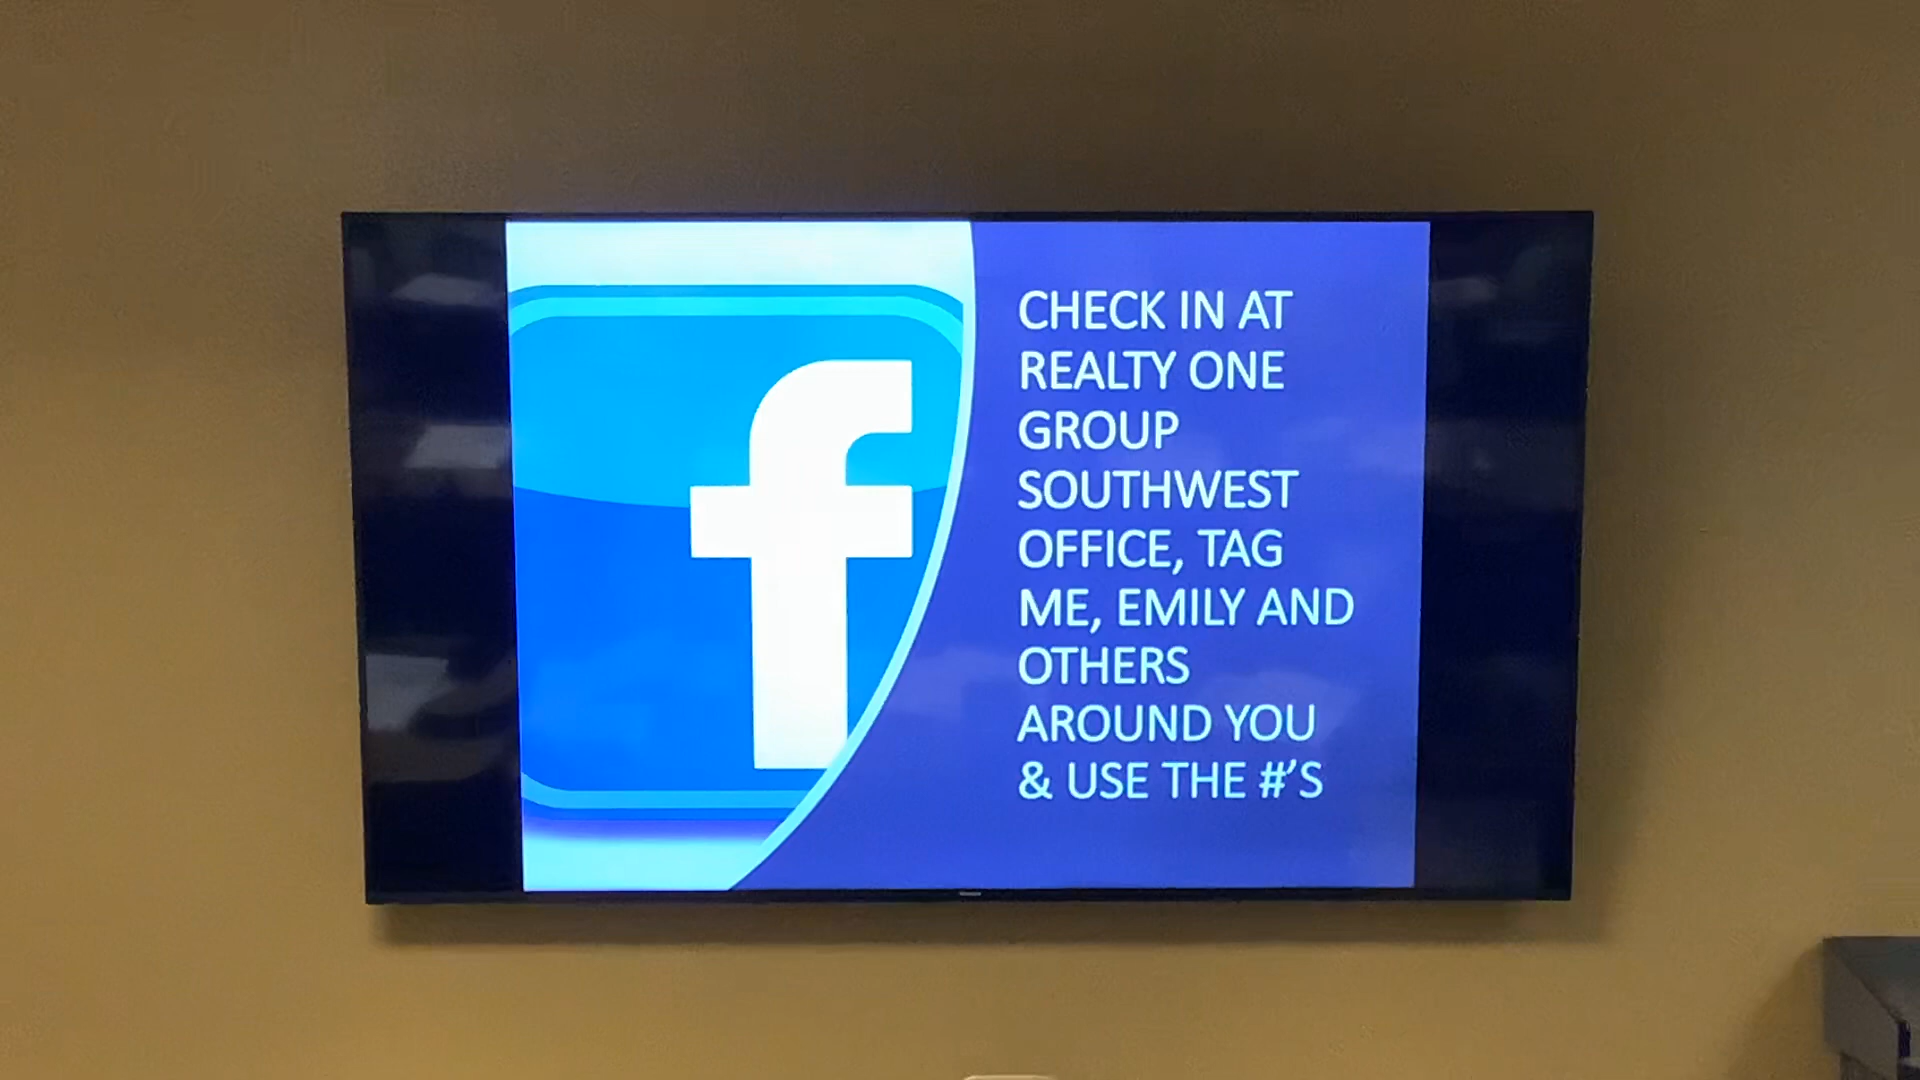 f
CHECK IN AT
REALTY ONE
GROUP
SOUTHWEST
OFFICE, TAG
ME, EMILY AND
OTHERS
AROUND YOU
& USE THE #'S